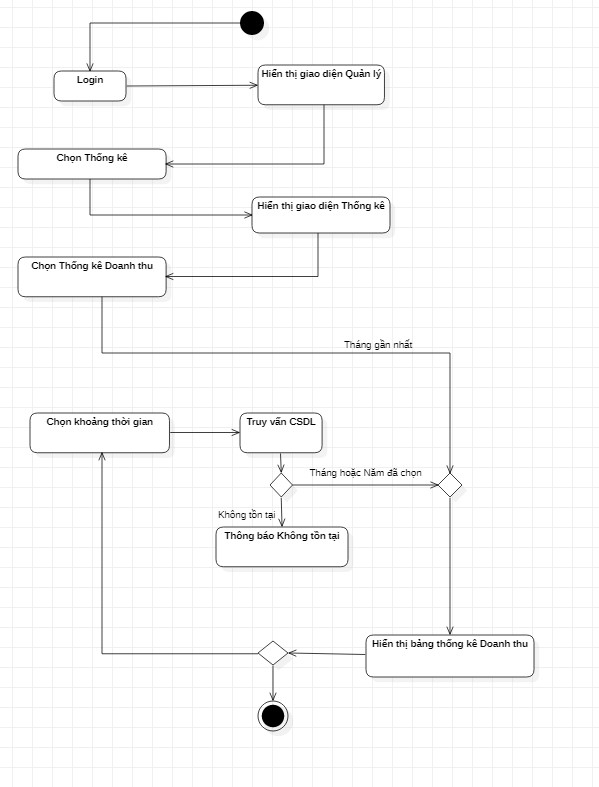 Login
Hiển thị giao diện Quản lý
Chọn Thống kê
Hiển thị giao diện Thống kê
Chọn Thống kê Doanh thu
Tháng gần nhất
Chọn khoảng thời gian
Truy vấn CSDL
Tháng hoặc Năm đã chọn
Không tồn tại
Thông báo Không tồn tại
Hiển thị bảng thống kê Doanh thu